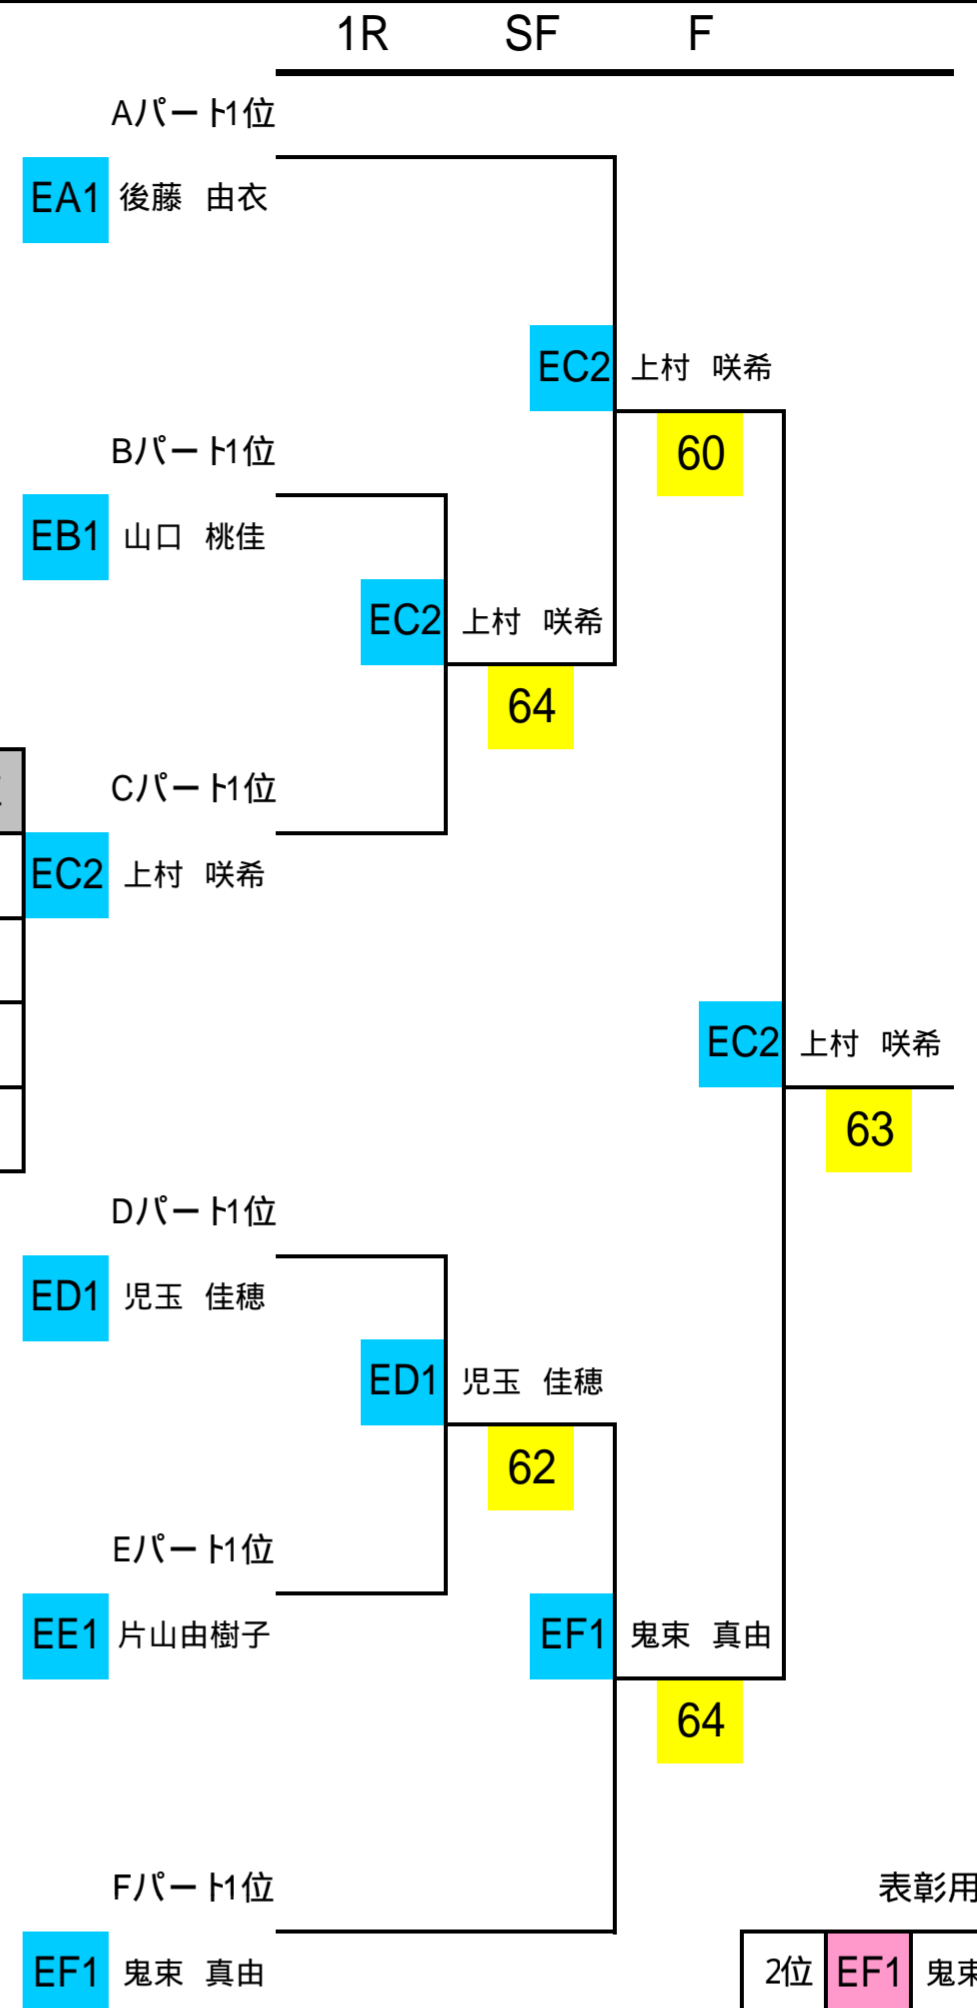 1R SF F
Aパート1位
EA1 後藤 由衣
EC2 上村 咲希
60
Bパート1位
EB1 山口 桃佳
EC2 上村 咲希
64
Cパート1位
EC2 上村 咲希
EC2 上村 咲希
63
Dパート1位
ED1 児玉 佳穂
ED1 児玉 佳穂
62
Eパート1位
EE1 片山由樹子
EF1 鬼束 真由
64
Fパート1位
表彰用
EF1 鬼束 真由
2位 EF1 鬼束